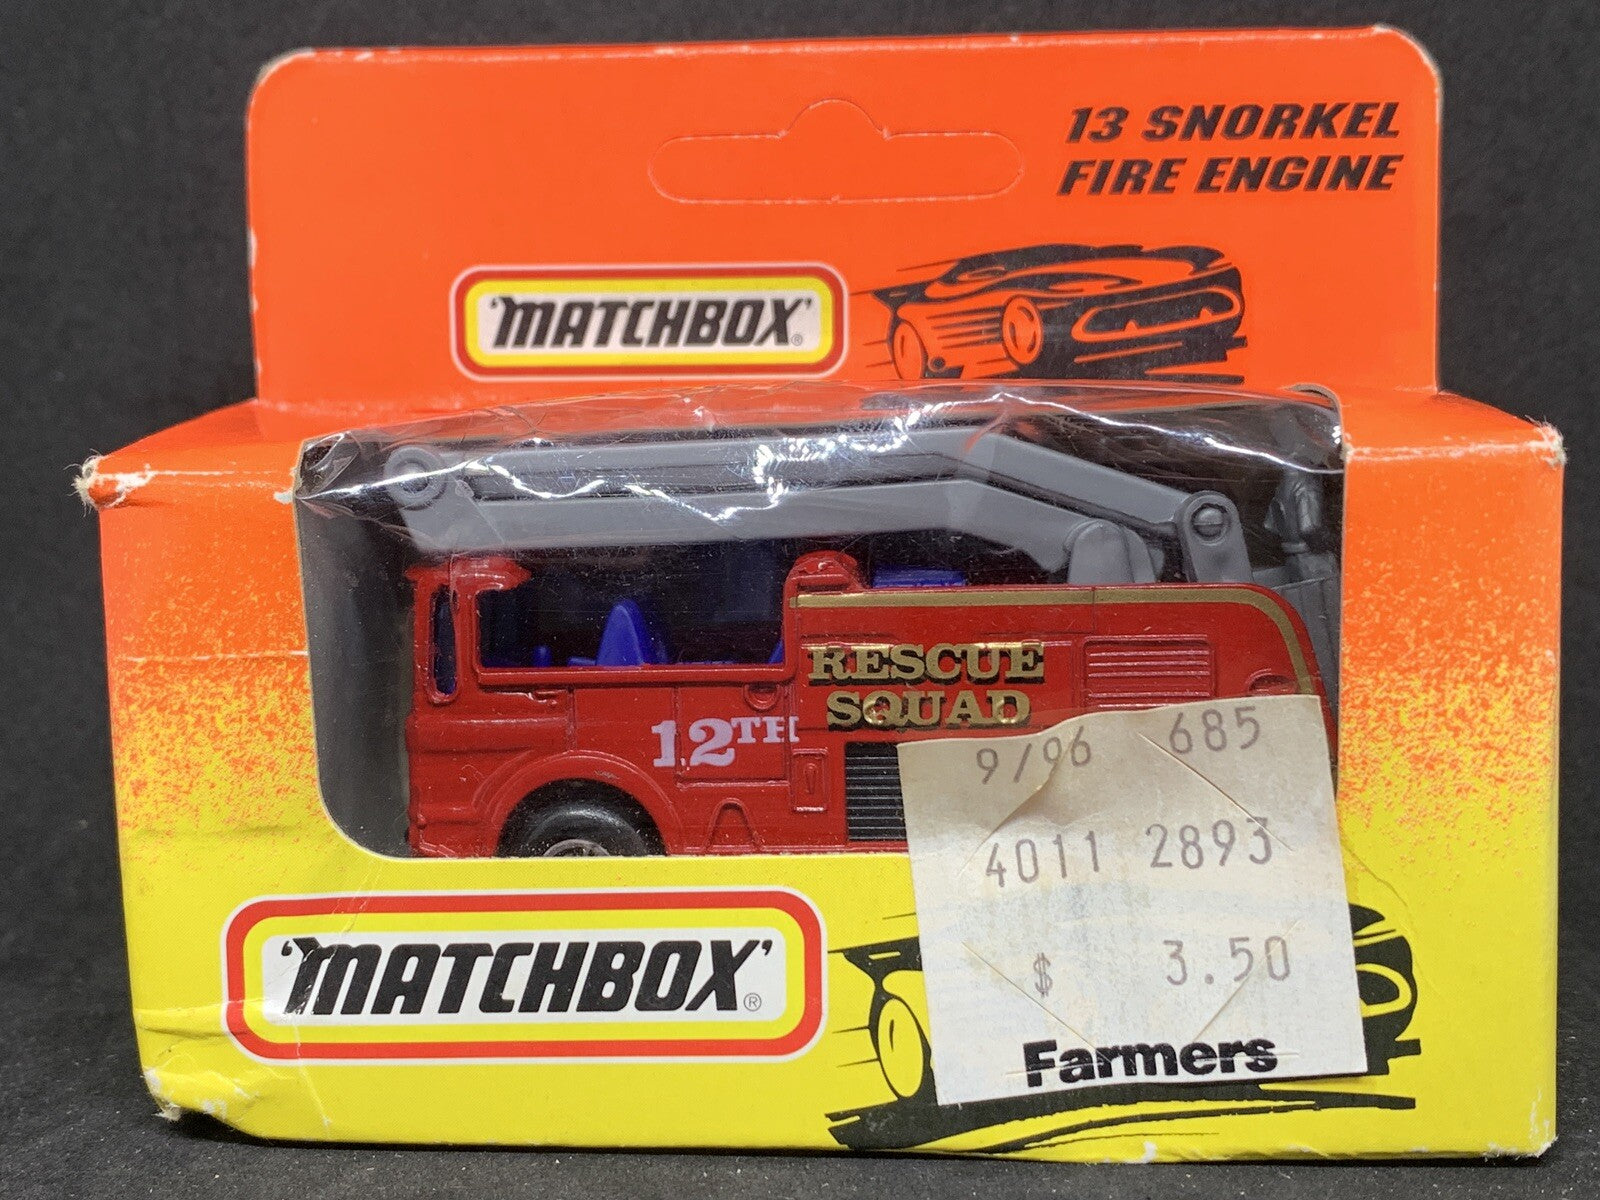 13 SNORKEL
FIRE ENGINE
'MATCHBOX'®
RESCUE
SQUAD
12TH
9/96 685
4011 2893
$ 3.50
Farmers
'MATCHBOX'®